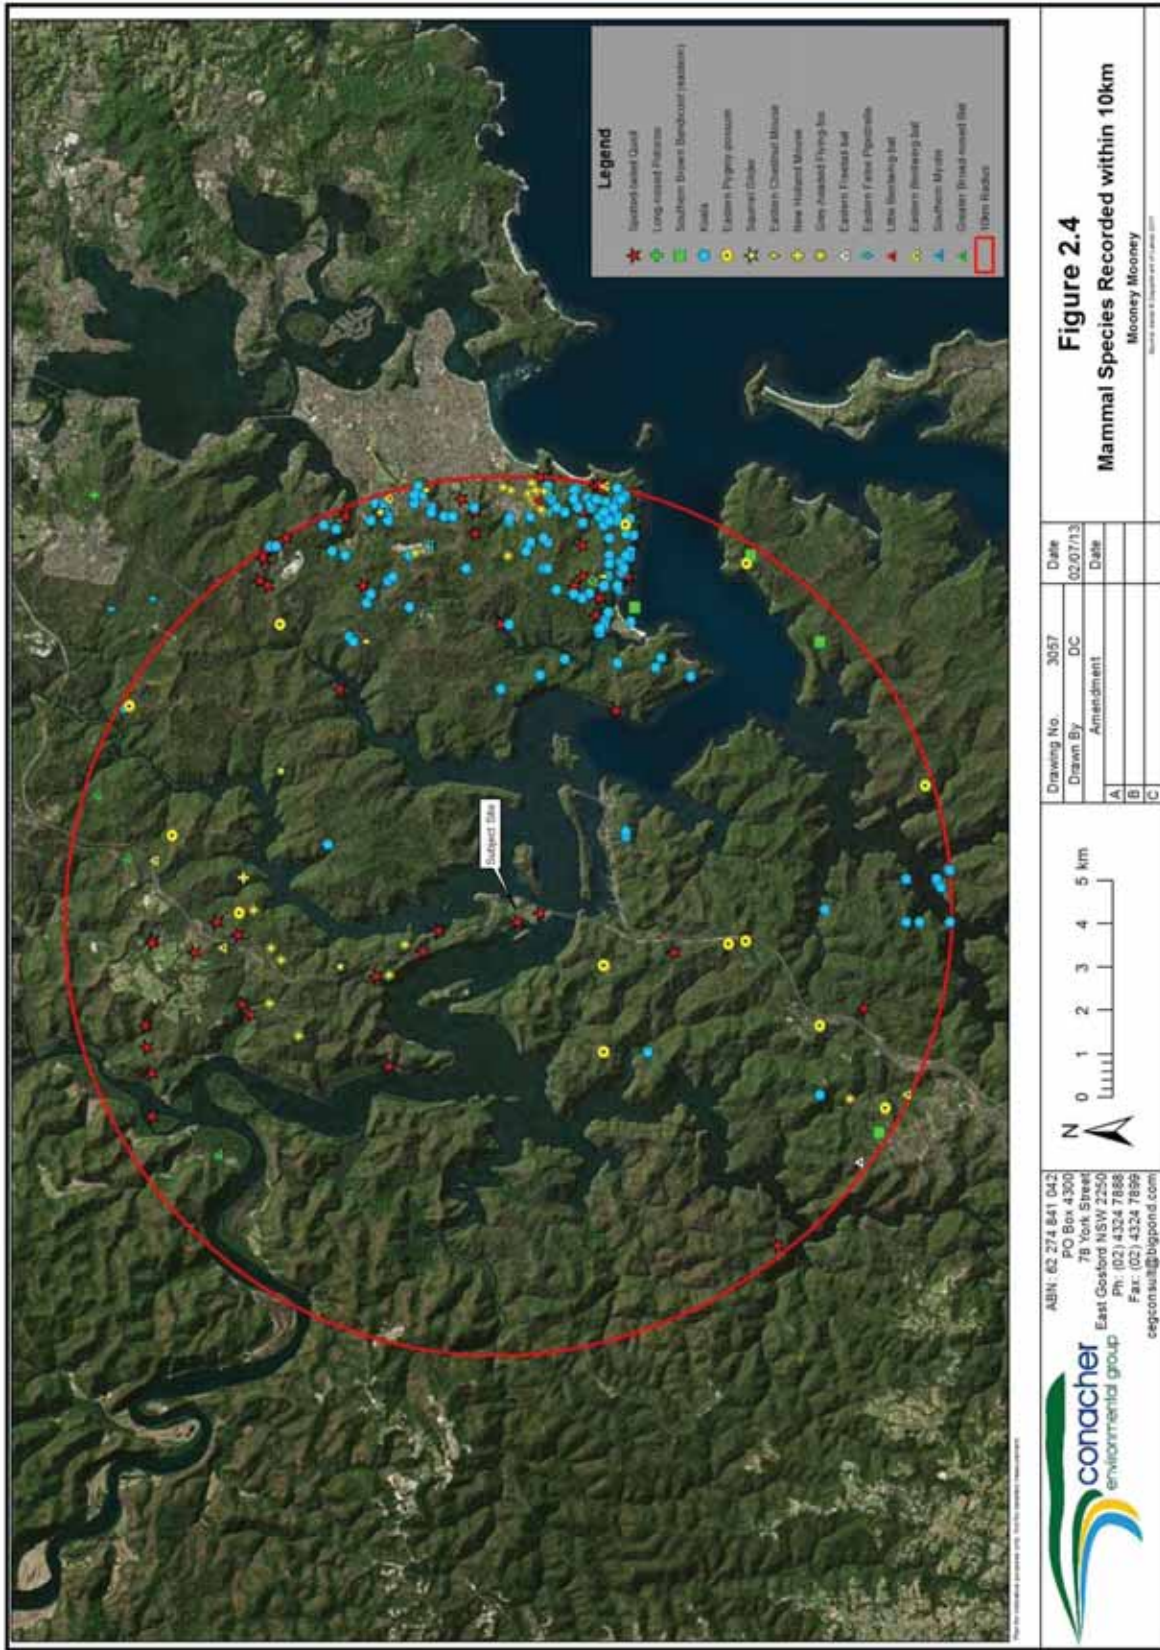 Subject Site
Legend
Spotted-tailed Quoll
Long-nosed Potoroo
Southern Brown Bandicoot (eastern)
Koala
Eastern Pygmy-possum
Squirrel Glider
Eastern Chestnut Mouse
New Holland Mouse
Grey-headed Flying-fox
Eastern Freetail-bat
Eastern False Pipistrelle
Little Bentwing-bat
Eastern Bentwing-bat
Southern Myotis
Greater Broad-nosed Bat
10km Radius
conacher
environmental group
ABN: 62 274 841 042
PO Box 4300
7B York Street
East Gosford NSW 2250
Ph: (02) 4324 7888
Fax: (02) 4324 7899
cegconsult@bigpond.com
N
0 1 2 3 4 5 km
Drawing No. 3057 Date
Drawn By DC 02/07/13
Amendment Date
A
B
C
Figure 2.4
Mammal Species Recorded within 10km
Mooney Mooney